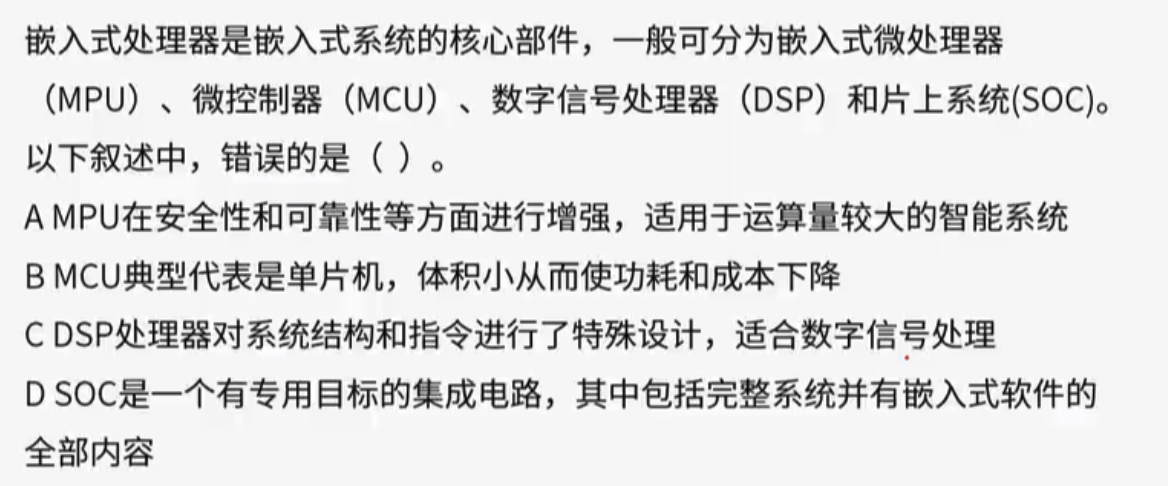 嵌入式处理器是嵌入式系统的核心部件，一般可分为嵌入式微处理器
（MPU）、微控制器（MCU）、数字信号处理器（DSP）和片上系统(SOC)。
以下叙述中，错误的是（ ）。
A MPU在安全性和可靠性等方面进行增强，适用于运算量较大的智能系统
B MCU典型代表是单片机，体积小从而使功耗和成本下降
C DSP处理器对系统结构和指令进行了特殊设计，适合数字信号处理
D SOC是一个有专用目标的集成电路，其中包括完整系统并有嵌入式软件的
全部内容